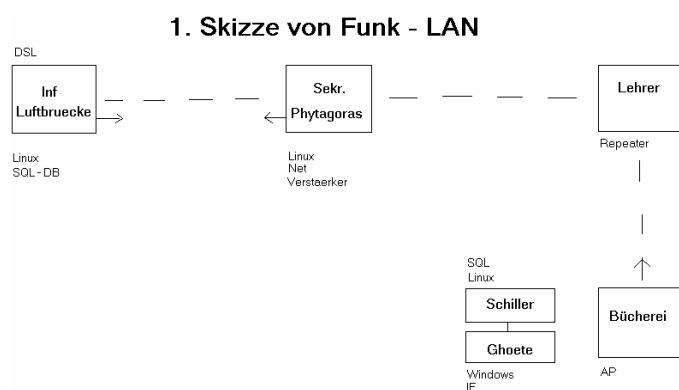 1. Skizze von Funk - LAN
DSL
Inf
Luftbruecke
Linux
SQL-DB
Sekr.
Phytagoras
Linux
Net
Verstaerker
Lehrer
Repeater
SQL
Linux
Schiller
Ghoete
Windows
IE
Bücherei
AP